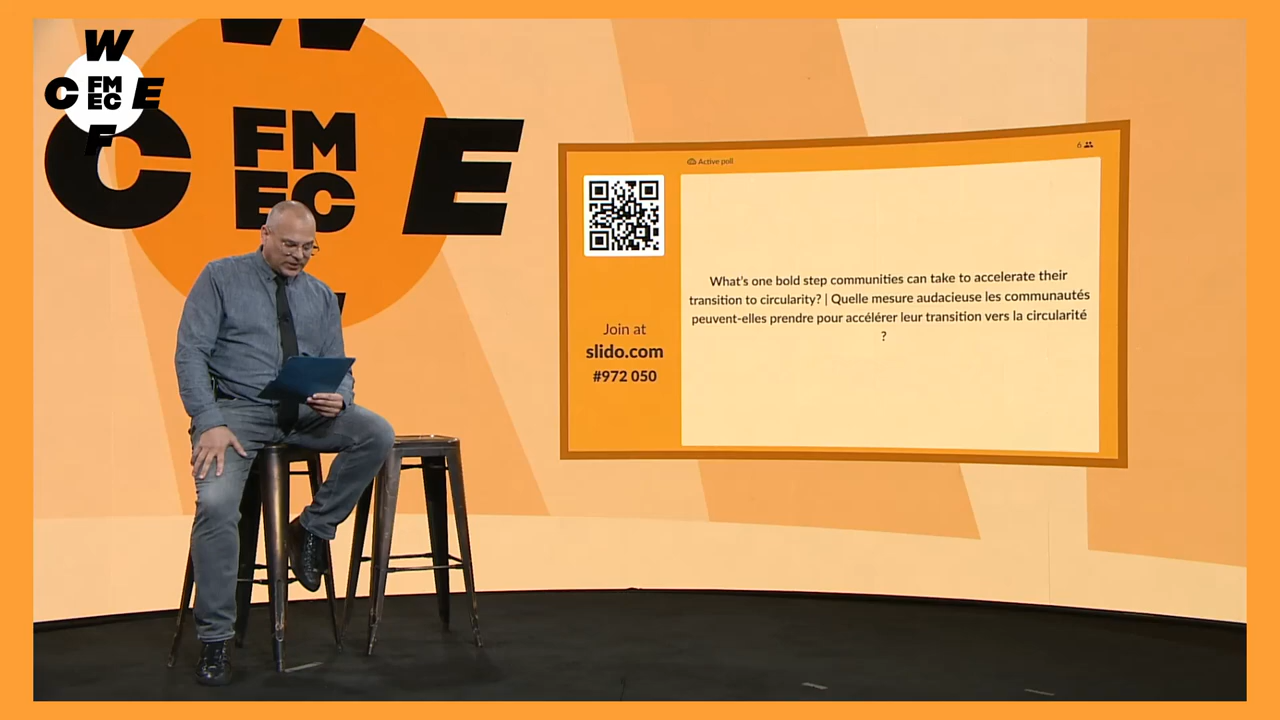 W
C FM E
EC
F
W
C FM E
EC
Active poll
6
Join at
slido.com
#972 050
What's one bold step communities can take to accelerate their
transition to circularity? | Quelle mesure audacieuse les communautés
peuvent-elles prendre pour accélérer leur transition vers la circularité
?